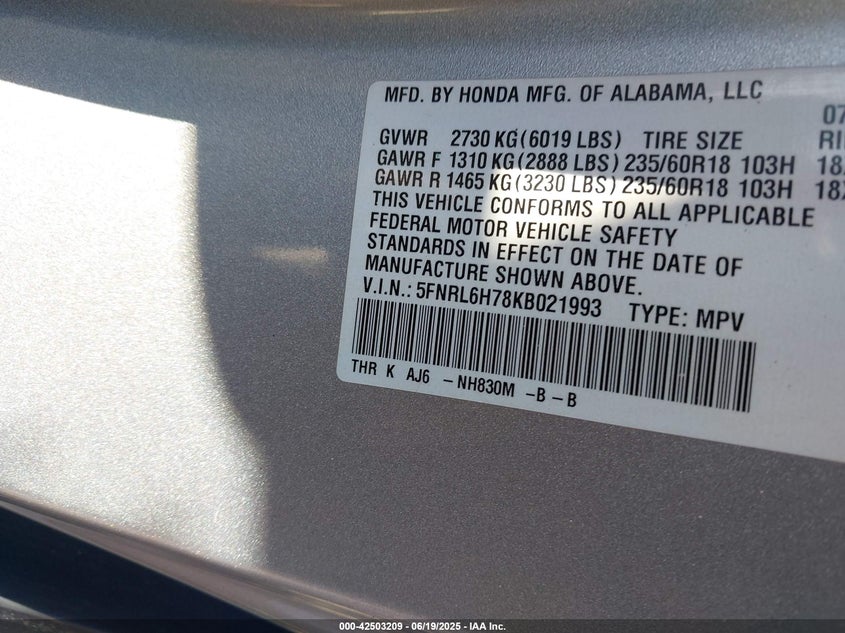 MFD. BY HONDA MFG. OF ALABAMA, LLC
07
GVWR 2730 KG (6019 LBS) TIRE SIZE
GAWR F 1310 KG (2888 LBS) 235/60R18 103H 18
GAWR R 1465 KG (3230 LBS) 235/60R18 103H 18
THIS VEHICLE CONFORMS TO ALL APPLICABLE
FEDERAL MOTOR VEHICLE SAFETY
STANDARDS IN EFFECT ON THE DATE OF
MANUFACTURE SHOWN ABOVE.
V.I.N.: 5FNRL6H78KB021993 TYPE: MPV
THR K AJ6 - NH830M - B - B
000-42503209 - 06/19/2025 - IAA Inc.